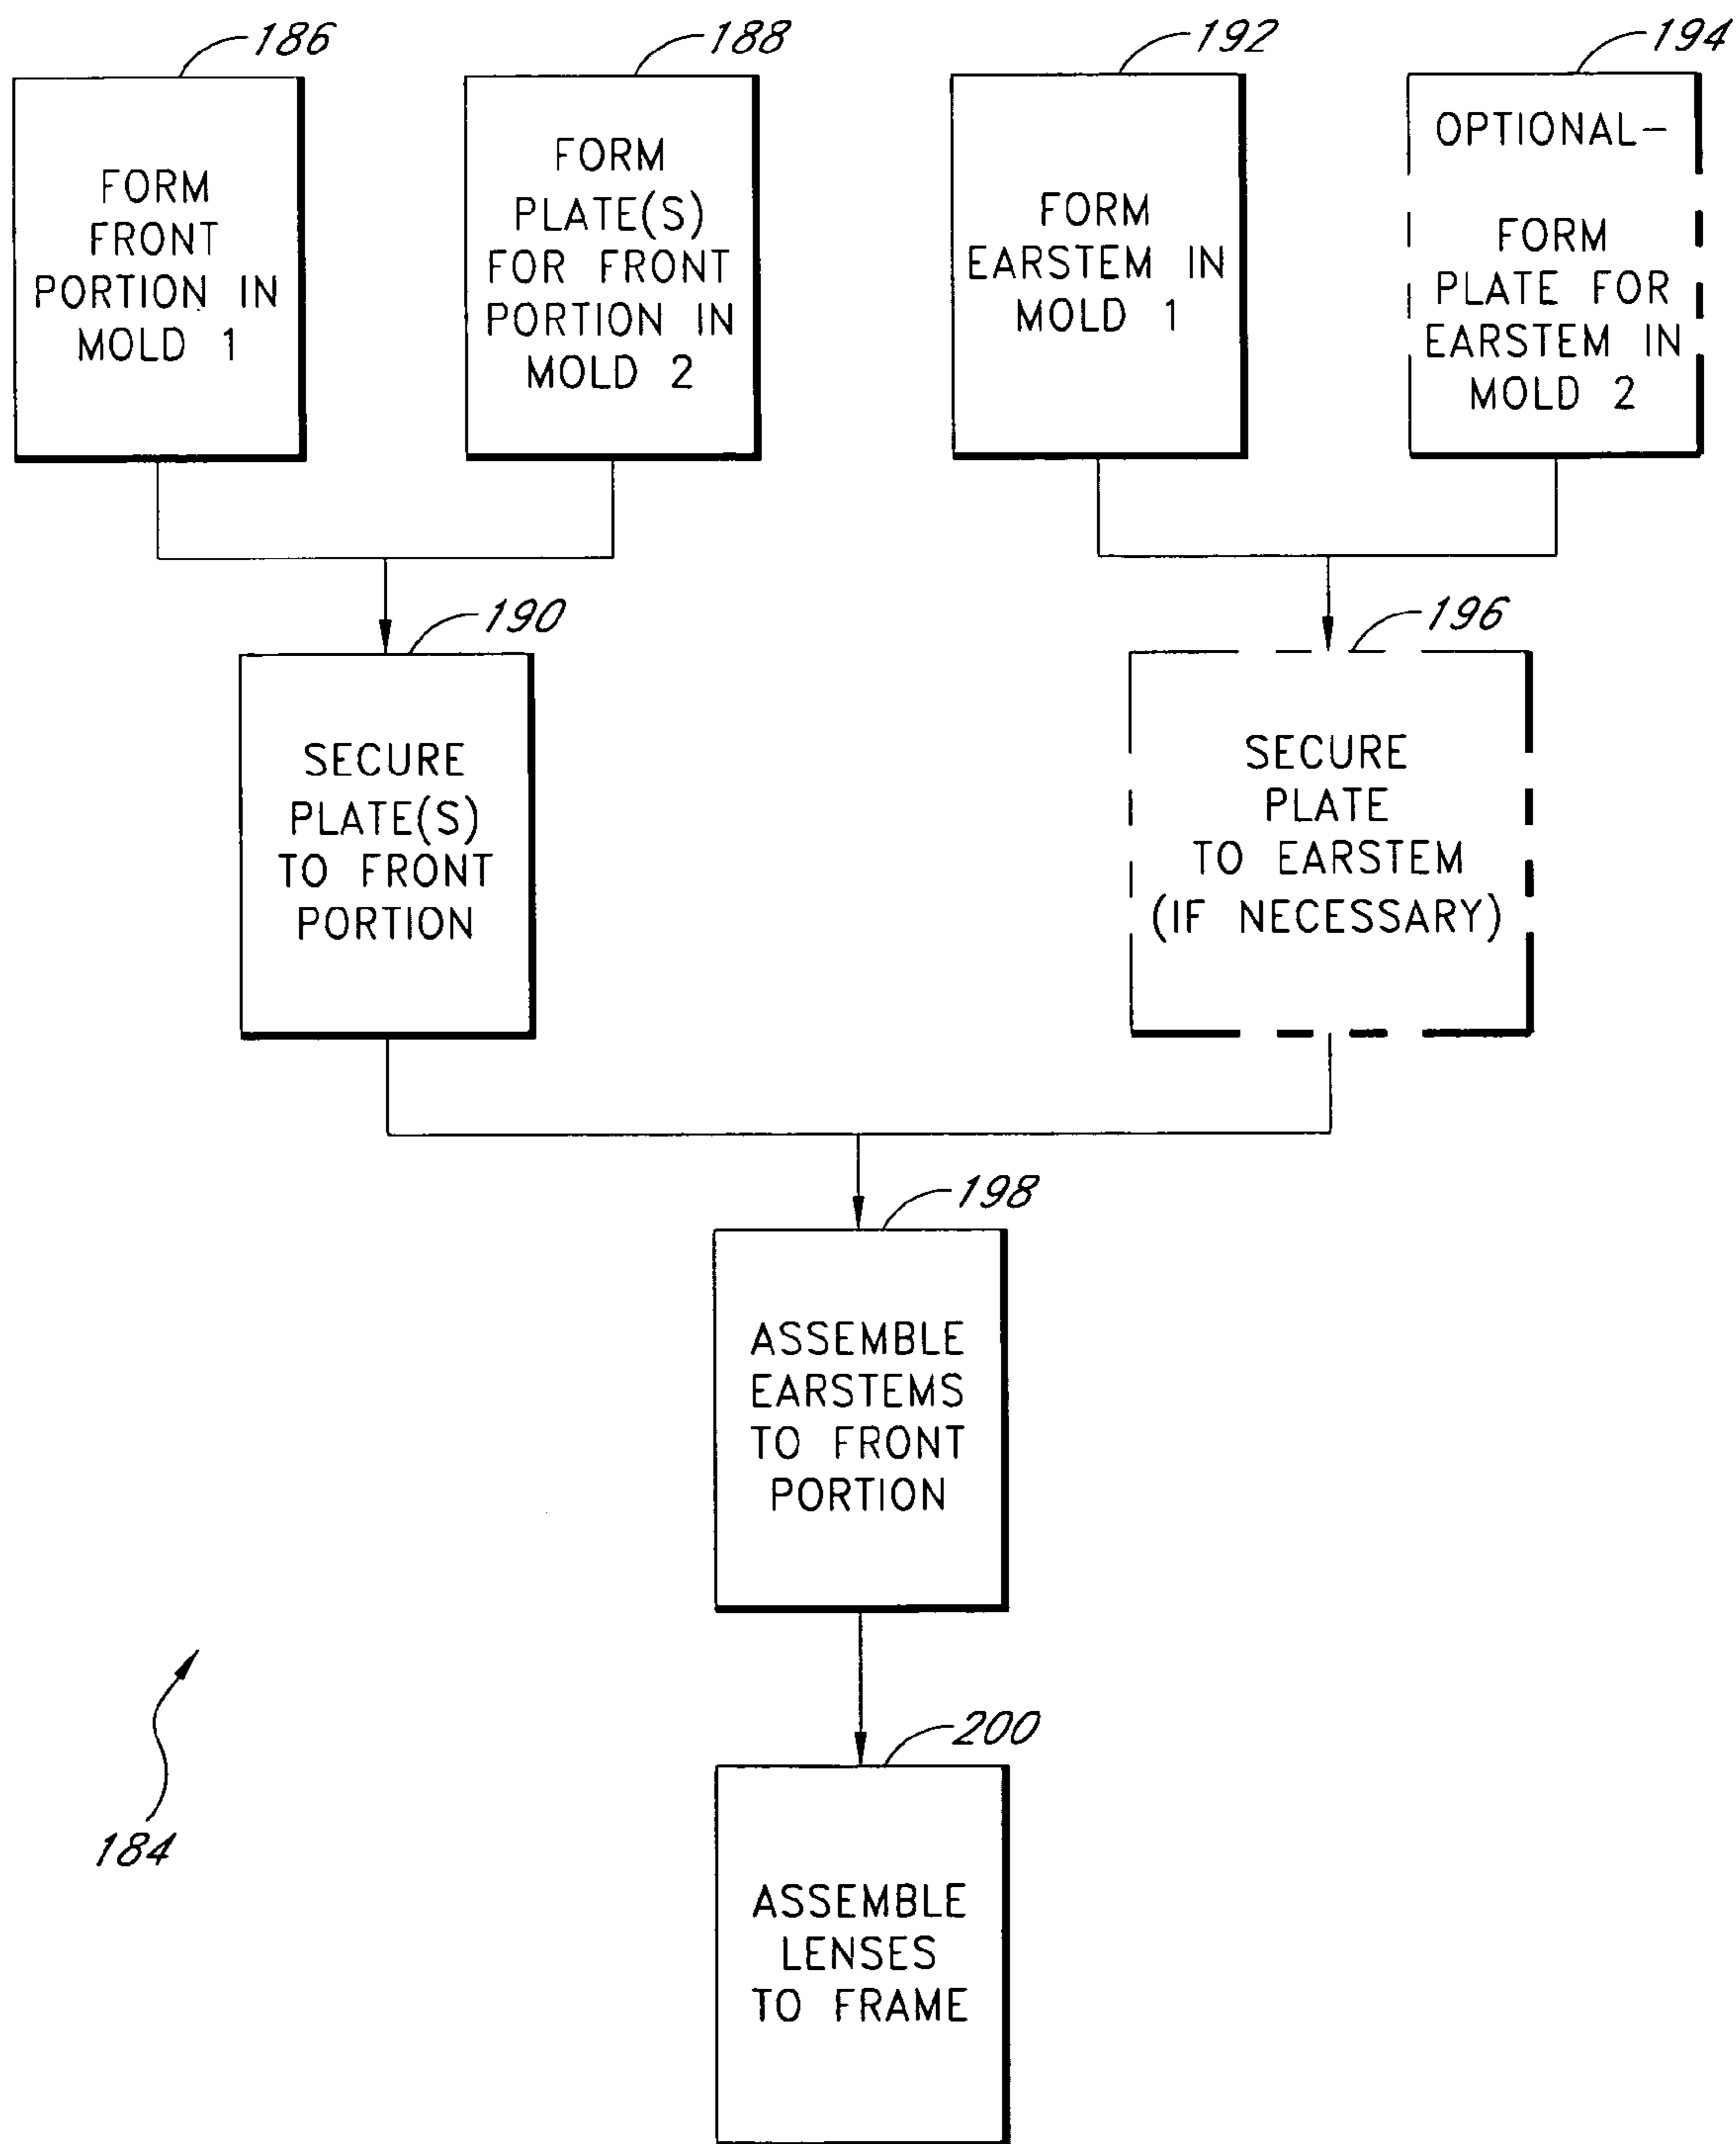 186
188
192
194
FORM
FRONT
PORTION IN
MOLD 1
FORM
PLATE(S)
FOR FRONT
PORTION IN
MOLD 2
FORM
EARSTEM IN
MOLD 1
OPTIONAL-
FORM
PLATE FOR
EARSTEM IN
MOLD 2
190
196
SECURE
PLATE(S)
TO FRONT
PORTION
SECURE
PLATE
TO EARSTEM
(IF NECESSARY)
198
ASSEMBLE
EARSTEMS
TO FRONT
PORTION
200
184
ASSEMBLE
LENSES
TO FRAME